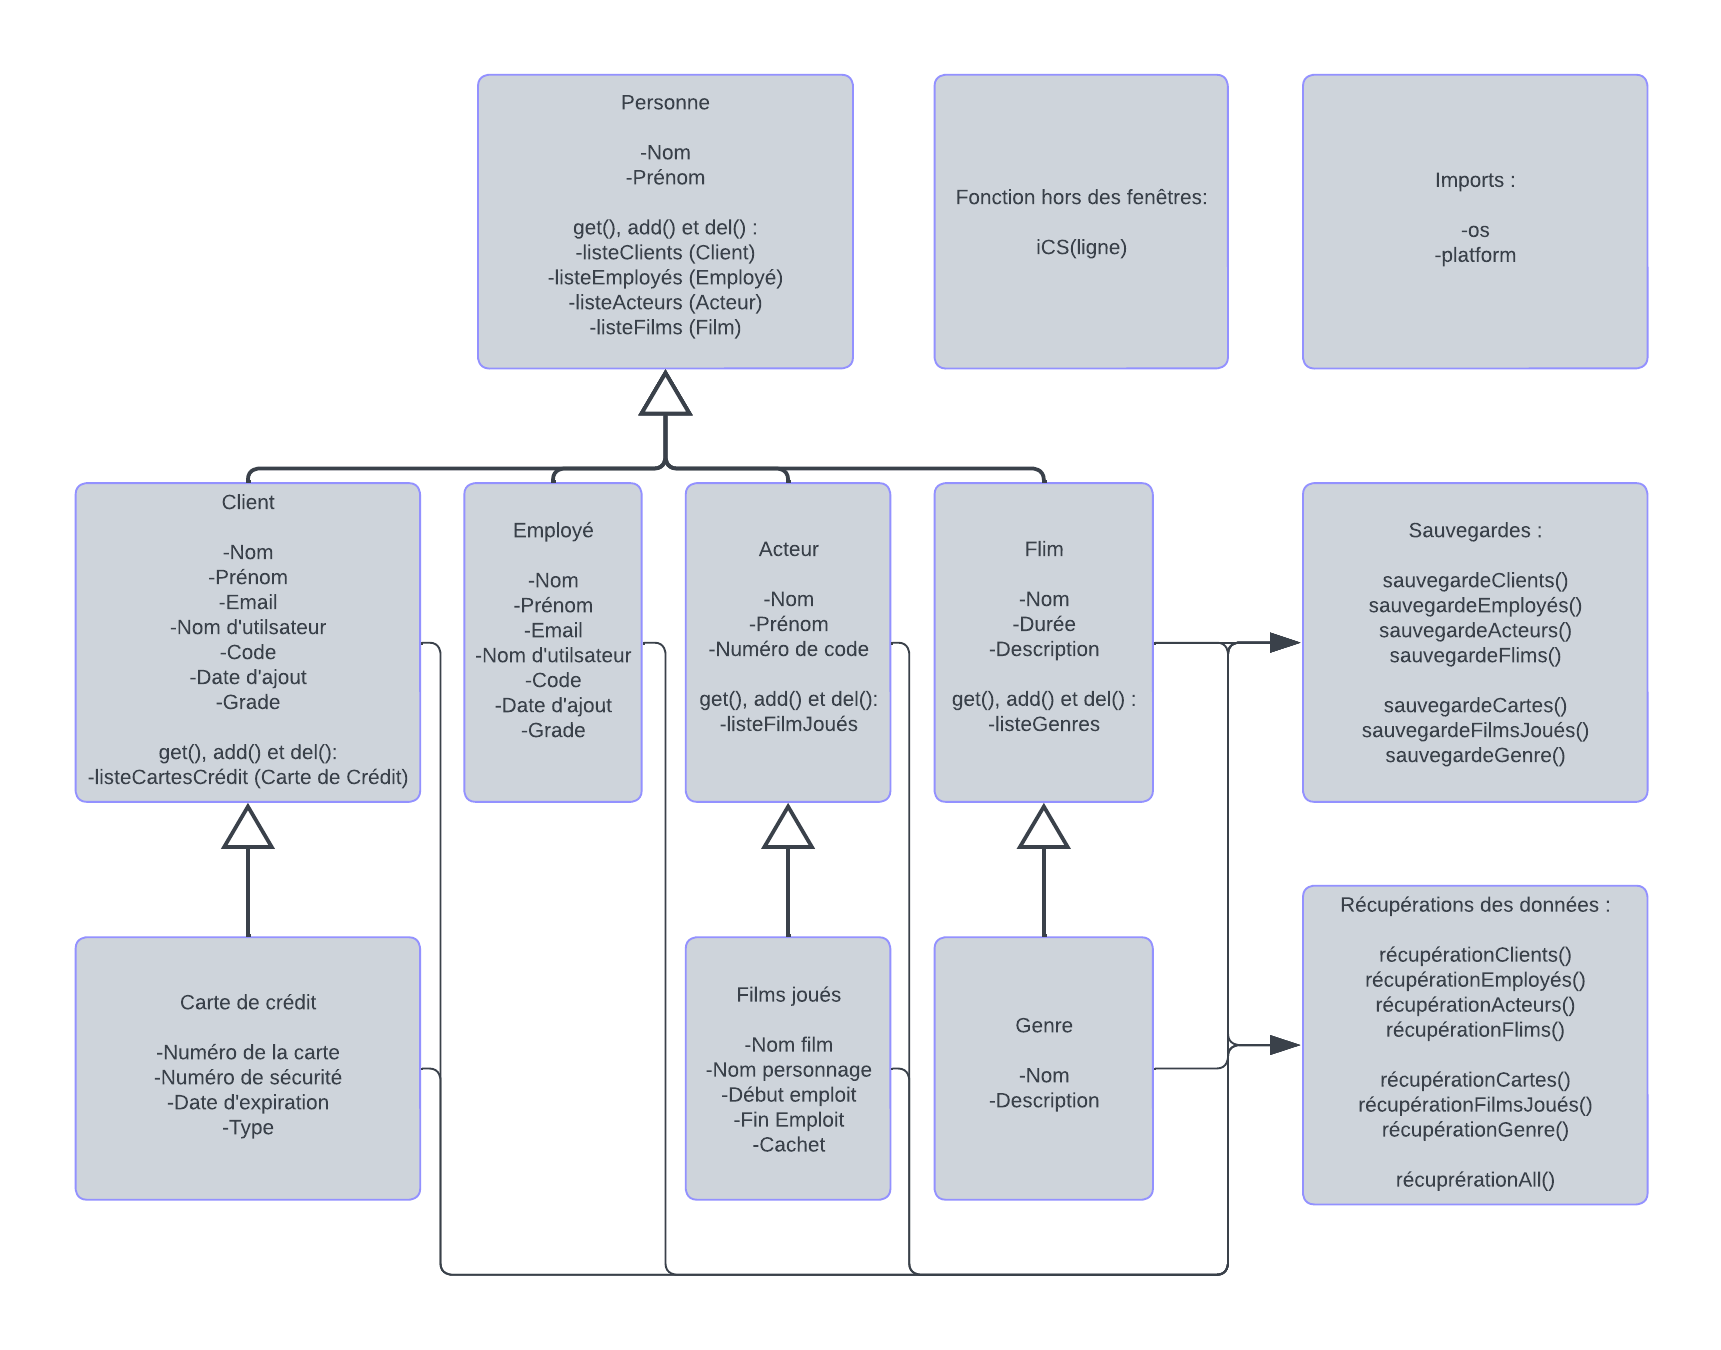 Personne
-Nom
-Prénom
get(), add() et del() :
-listeClients (Client)
-listeEmployés (Employé)
-listeActeurs (Acteur)
-listeFilms (Film)
Fonction hors des fenêtres:
iCS(ligne)
Imports :
-os
-platform
Client
-Nom
-Prénom
-Email
-Nom d'utilsateur
-Code
-Date d'ajout
-Grade
get(), add() et del():
-listeCartesCrédit (Carte de Crédit)
Employé
-Nom
-Prénom
-Email
-Nom d'utilsateur
-Code
-Date d'ajout
-Grade
Acteur
-Nom
-Prénom
-Numéro de code
get(), add() et del():
-listeFilmJoués
Flim
-Nom
-Durée
-Description
get(), add() et del() :
-listeGenres
Sauvegardes :
sauvegardeClients()
sauvegardeEmployés()
sauvegardeActeurs()
sauvegardeFlims()
sauvegardeCartes()
sauvegardeFilmsJoués()
sauvegardeGenre()
Carte de crédit
-Numéro de la carte
-Numéro de sécurité
-Date d'expiration
-Type
Films joués
-Nom film
-Nom personnage
-Début emploit
-Fin Emploit
-Cachet
Genre
-Nom
-Description
Récupérations des données :
récupérationClients()
récupérationEmployés()
récupérationActeurs()
récupérationFlims()
récupérationCartes()
récupérationFilmsJoués()
récupérationGenre()
récuprérationAll()